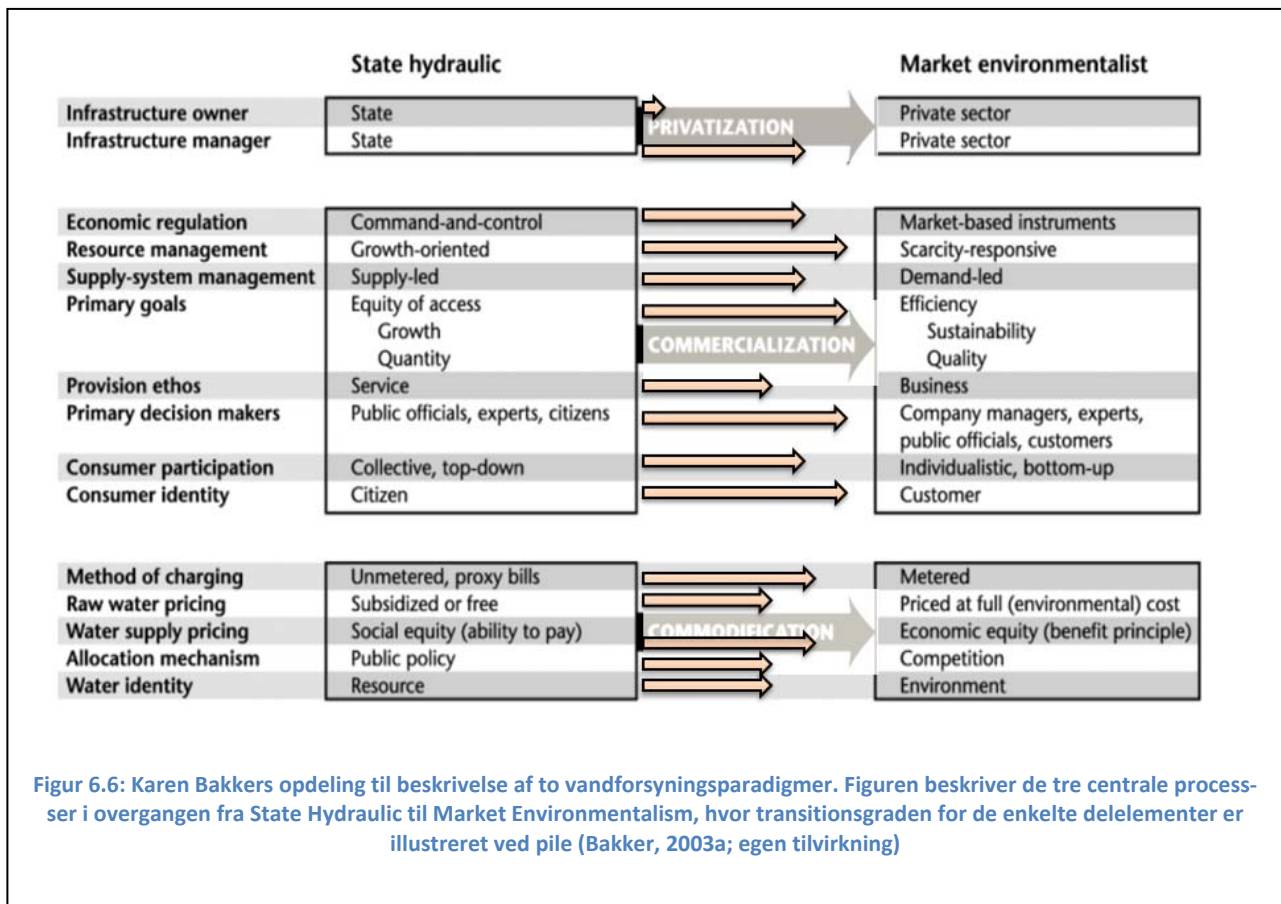 State hydraulic Market environmentalist
Infrastructure owner State Private sector
PRIVATIZATION
Infrastructure manager State Private sector
Economic regulation Command-and-control Market-based instruments
Resource management Growth-oriented Scarcity-responsive
Supply-system management Supply-led Demand-led
Primary goals Equity of access Efficiency
Growth Sustainability
COMMERCIALIZATION
Quantity Quality
Provision ethos Service Business
Primary decision makers Public officials, experts, citizens Company managers, experts,
public officials, customers
Consumer participation Collective, top-down Individualistic, bottom-up
Consumer identity Citizen Customer
Method of charging Unmetered, proxy bills Metered
Raw water pricing Subsidized or free Priced at full (environmental) cost
Water supply pricing Social equity (ability to pay) COMMODIFICATION Economic equity (benefit principle)
Allocation mechanism Public policy Competition
Water identity Resource Environment
Figur 6.6: Karen Bakkers opdeling til beskrivelse af to vandforsyningsparadigmer. Figuren beskriver de tre centrale process-
ser i overgangen fra State Hydraulic til Market Environmentalism, hvor transitionsgraden for de enkelte delelementer er
illustreret ved pile (Bakker, 2003a; egen tilvirkning)